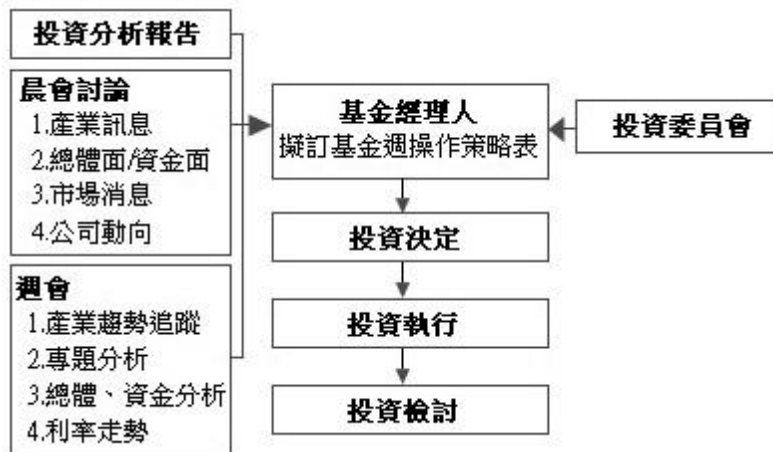 投資分析報告
晨會討論
1.產業訊息
2.總體面/資金面
3.市場消息
4.公司動向
週會
1.產業趨勢追蹤
2.專題分析
3.總體、資金分析
4.利率走勢
基金經理人
擬訂基金週操作策略表
投資委員會
投資決定
投資執行
投資檢討